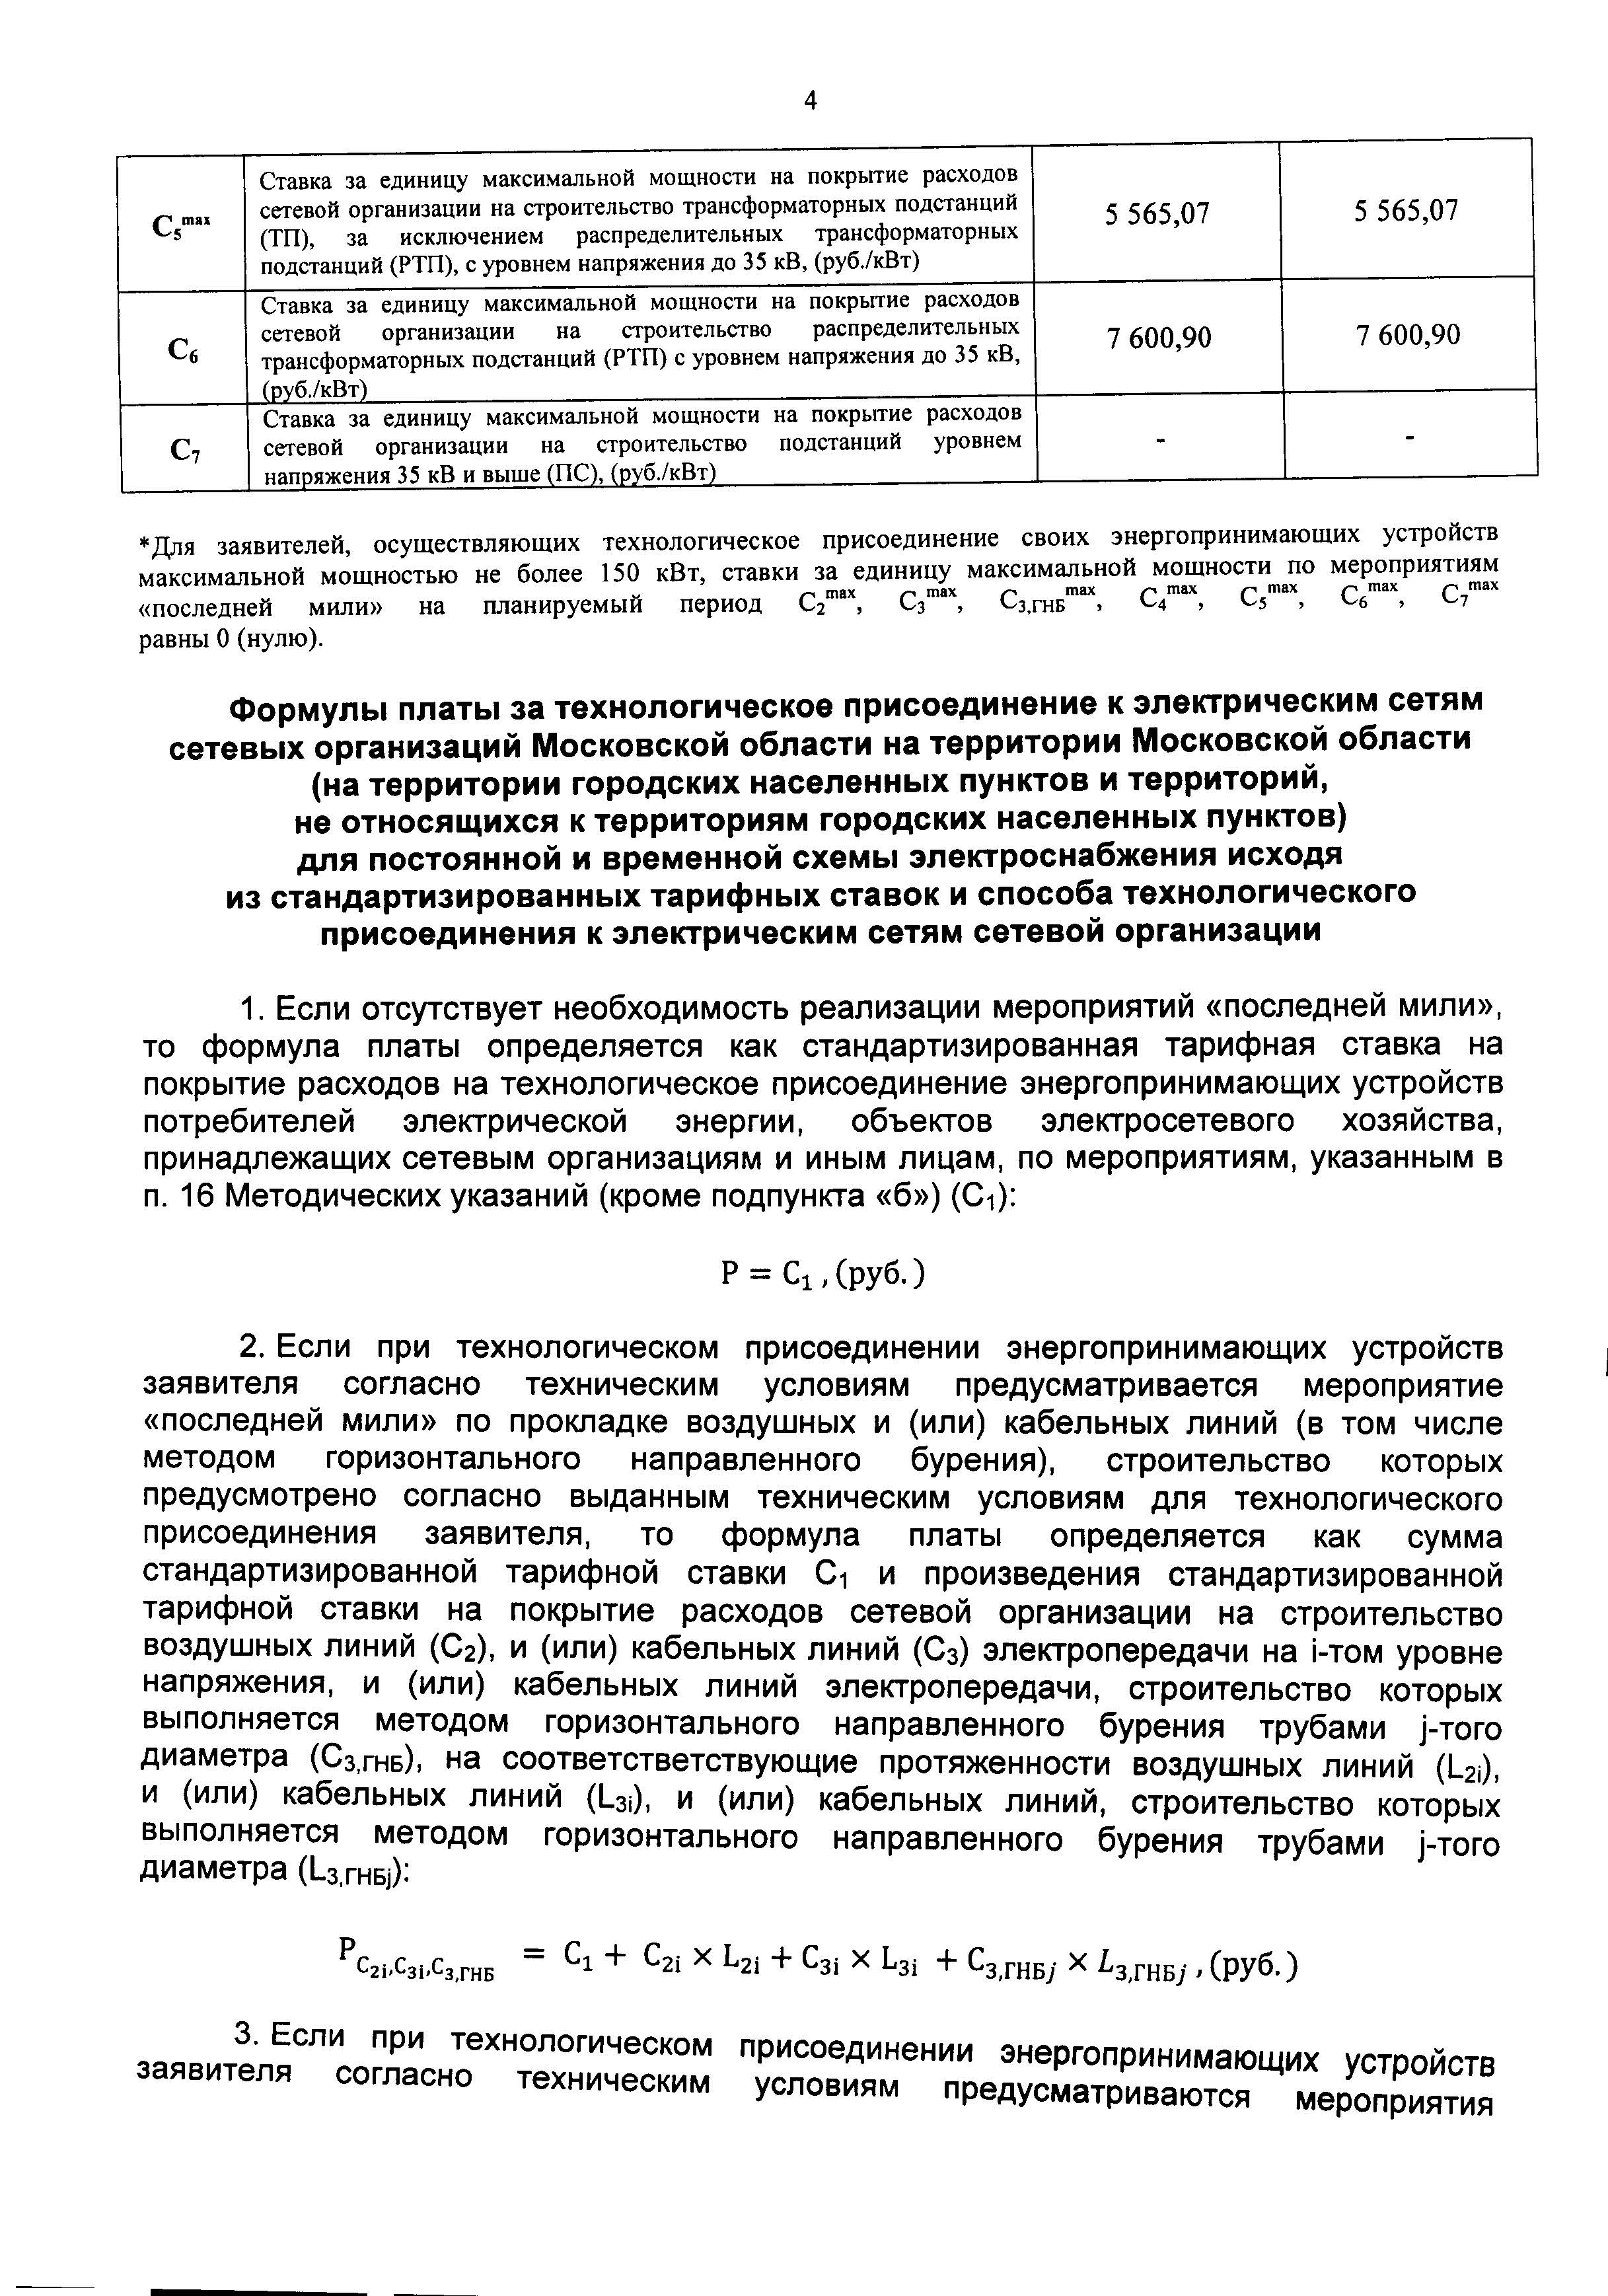 4
C₅ᵐᵃˣ
Ставка за единицу максимальной мощности на покрытие расходов
сетевой организации на строительство трансформаторных подстанций
(ТП), за исключением распределительных трансформаторных
подстанций (РТП), с уровнем напряжения до 35 кВ, (руб./кВт)
5 565,07
5 565,07
C₆
Ставка за единицу максимальной мощности на покрытие расходов
сетевой организации на строительство распределительных
трансформаторных подстанций (РТП) с уровнем напряжения до 35 кВ,
(руб./кВт)
7 600,90
7 600,90
C₇
Ставка за единицу максимальной мощности на покрытие расходов
сетевой организации на строительство подстанций уровнем
напряжения 35 кВ и выше (ПС), (руб./кВт)
-
-
*Для заявителей, осуществляющих технологическое присоединение своих энергопринимающих устройств
максимальной мощностью не более 150 кВт, ставки за единицу максимальной мощности по мероприятиям
«последней мили» на планируемый период C₂ᵐᵃˣ, C₃ᵐᵃˣ, C₃,ГНБᵐᵃˣ, C₄ᵐᵃˣ, C₅ᵐᵃˣ, C₆ᵐᵃˣ, C₇ᵐᵃˣ
равны 0 (нулю).
Формулы платы за технологическое присоединение к электрическим сетям
сетевых организаций Московской области на территории Московской области
(на территории городских населенных пунктов и территорий,
не относящихся к территориям городских населенных пунктов)
для постоянной и временной схемы электроснабжения исходя
из стандартизированных тарифных ставок и способа технологического
присоединения к электрическим сетям сетевой организации
1. Если отсутствует необходимость реализации мероприятий «последней мили»,
то формула платы определяется как стандартизированная тарифная ставка на
покрытие расходов на технологическое присоединение энергопринимающих устройств
потребителей электрической энергии, объектов электросетевого хозяйства,
принадлежащих сетевым организациям и иным лицам, по мероприятиям, указанным в
п. 16 Методических указаний (кроме подпункта «б») (C₁):
P = C₁ , (руб.)
2. Если при технологическом присоединении энергопринимающих устройств
заявителя согласно техническим условиям предусматривается мероприятие
«последней мили» по прокладке воздушных и (или) кабельных линий (в том числе
методом горизонтального направленного бурения), строительство которых
предусмотрено согласно выданным техническим условиям для технологического
присоединения заявителя, то формула платы определяется как сумма
стандартизированной тарифной ставки C₁ и произведения стандартизированной
тарифной ставки на покрытие расходов сетевой организации на строительство
воздушных линий (C₂), и (или) кабельных линий (C₃) электропередачи на i-том уровне
напряжения, и (или) кабельных линий электропередачи, строительство которых
выполняется методом горизонтального направленного бурения трубами j-того
диаметра (C₃,ГНБ), на соответстветствующие протяженности воздушных линий (L₂ᵢ),
и (или) кабельных линий (L₃ᵢ), и (или) кабельных линий, строительство которых
выполняется методом горизонтального направленного бурения трубами j-того
диаметра (L₃,ГНБj):
P C₂ᵢ,C₃ᵢ,C₃,ГНБ = C₁ + C₂ᵢ × L₂ᵢ + C₃ᵢ × L₃ᵢ + C₃,ГНБj × L₃,ГНБj , (руб.)
3. Если при технологическом присоединении энергопринимающих устройств
заявителя согласно техническим условиям предусматриваются мероприятия